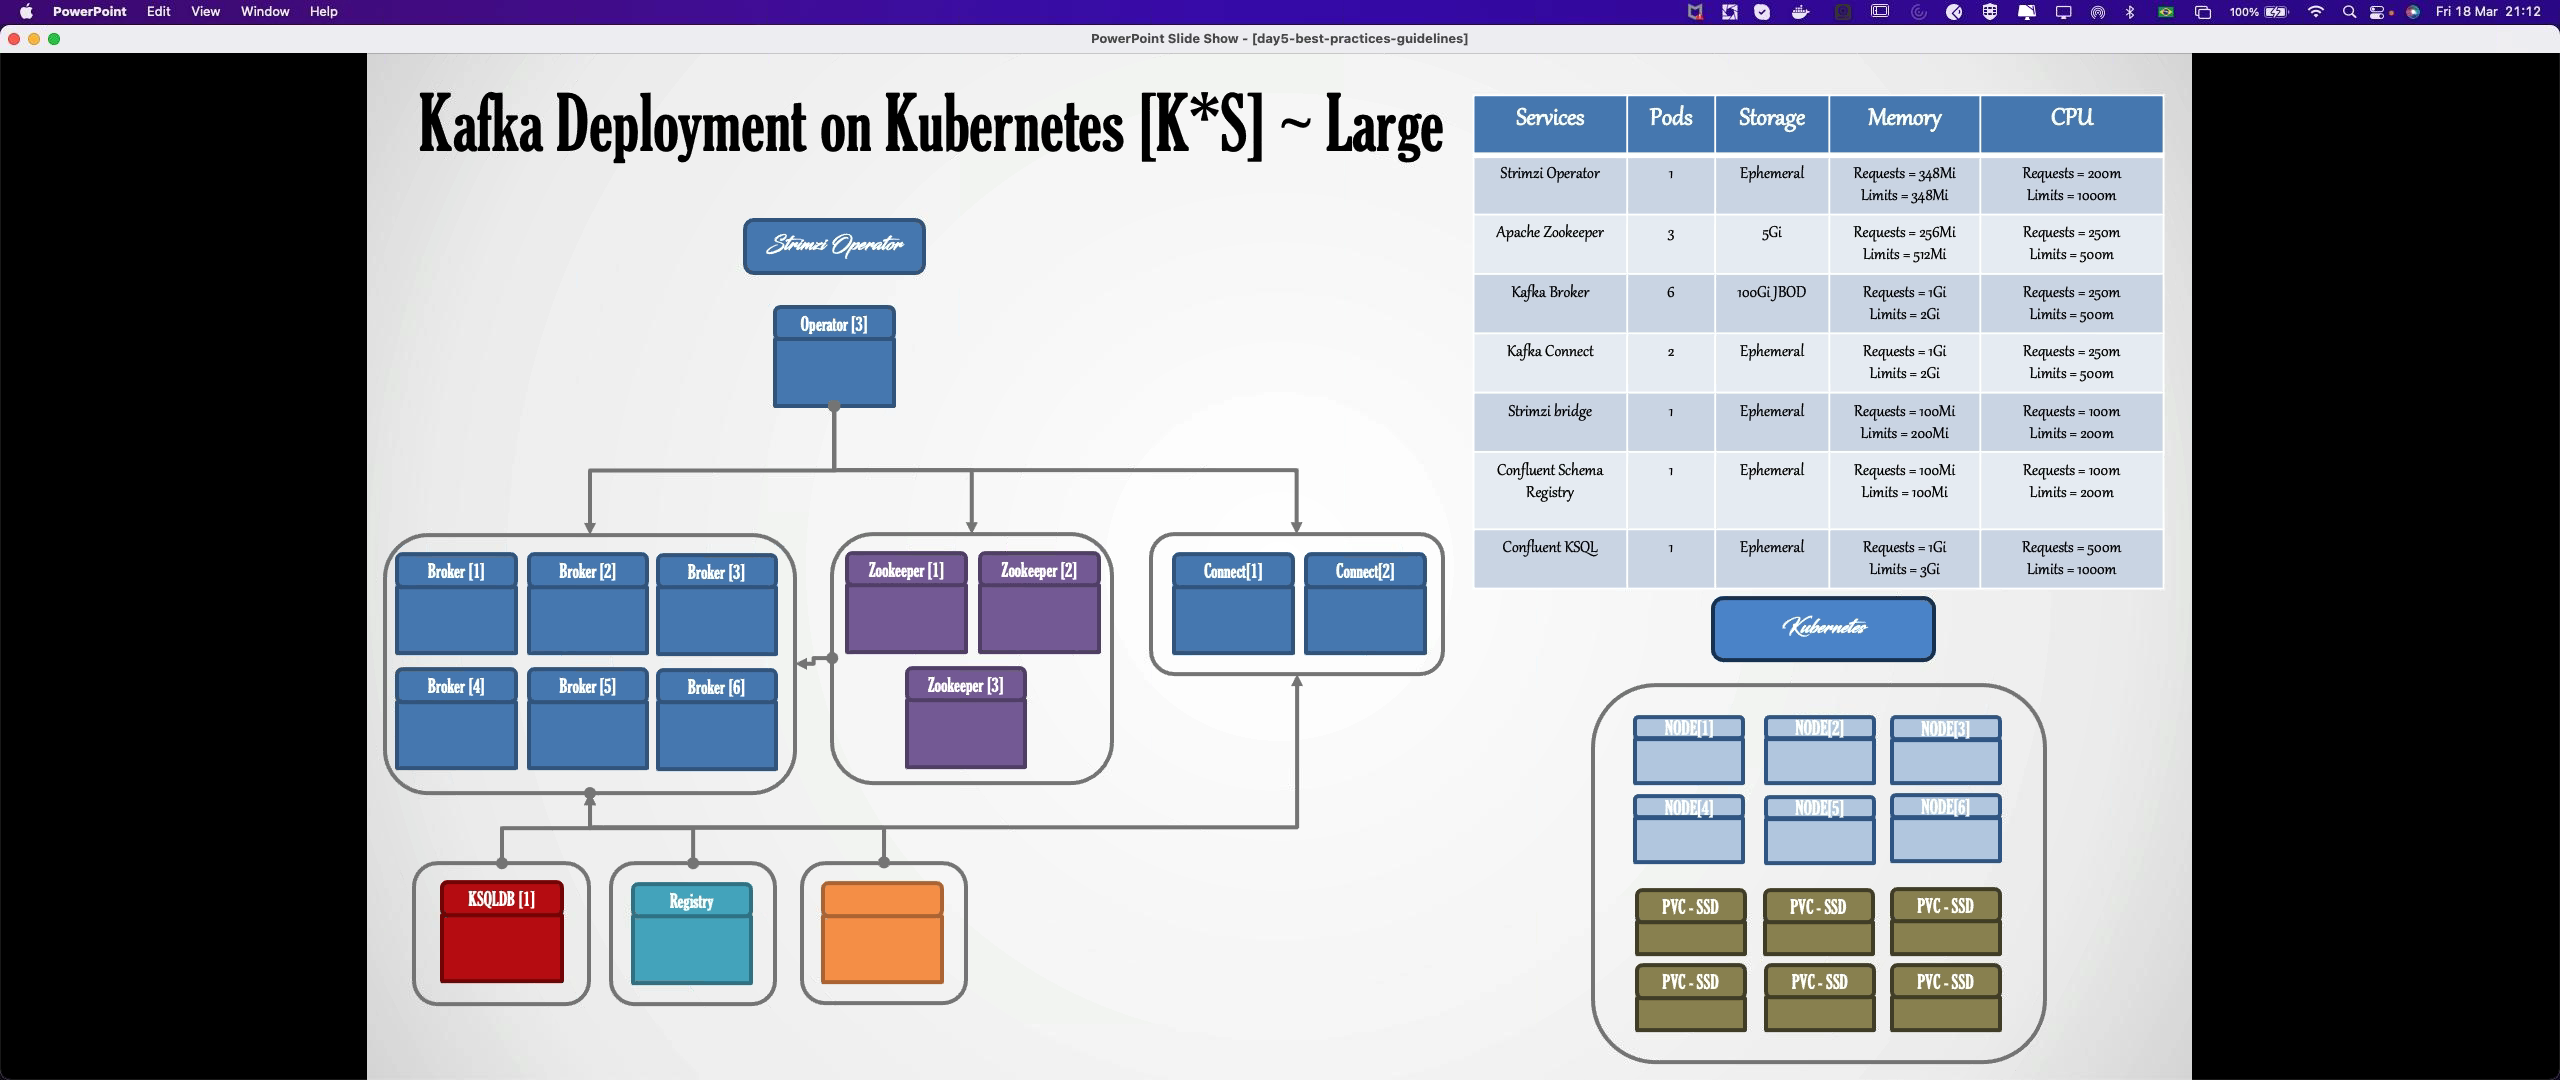 PowerPoint Edit View Window Help
100% Fri 18 Mar 21:12
PowerPoint Slide Show - [day5-best-practices-guidelines]
Kafka Deployment on Kubernetes [K*S] ~ Large
Services Pods Storage Memory CPU
Strimzi Operator 1 Ephemeral Requests = 348Mi Requests = 200m
Limits = 348Mi Limits = 1000m
Apache Zookeeper 3 5Gi Requests = 256Mi Requests = 250m
Limits = 512Mi Limits = 500m
Kafka Broker 6 100Gi JBOD Requests = 1Gi Requests = 250m
Limits = 2Gi Limits = 500m
Kafka Connect 2 Ephemeral Requests = 1Gi Requests = 250m
Limits = 2Gi Limits = 500m
Strimzi bridge 1 Ephemeral Requests = 100Mi Requests = 100m
Limits = 200Mi Limits = 200m
Confluent Schema 1 Ephemeral Requests = 100Mi Requests = 100m
Registry Limits = 100Mi Limits = 200m
Confluent KSQL 1 Ephemeral Requests = 1Gi Requests = 500m
Limits = 3Gi Limits = 1000m
Strimzi Operator
Operator [3]
Broker [1] Broker [2] Broker [3]
Broker [4] Broker [5] Broker [6]
Zookeeper [1] Zookeeper [2]
Zookeeper [3]
Connect[1] Connect[2]
KSQLDB [1]
Registry
Kubernetes
NODE[1] NODE[2] NODE[3]
NODE[4] NODE[5] NODE[6]
PVC - SSD PVC - SSD PVC - SSD
PVC - SSD PVC - SSD PVC - SSD